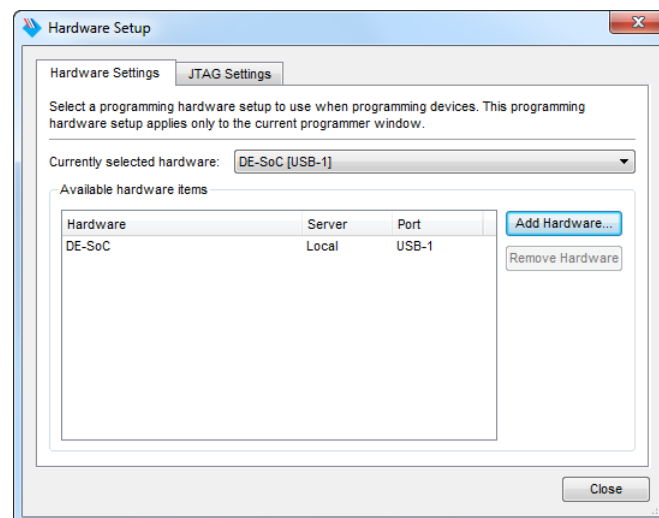 Hardware Setup
Hardware Settings JTAG Settings
Select a programming hardware setup to use when programming devices. This programming
hardware setup applies only to the current programmer window.
Currently selected hardware: DE-SoC [USB-1]
Available hardware items
Hardware Server Port
DE-SoC Local USB-1
Add Hardware...
Remove Hardware
Close